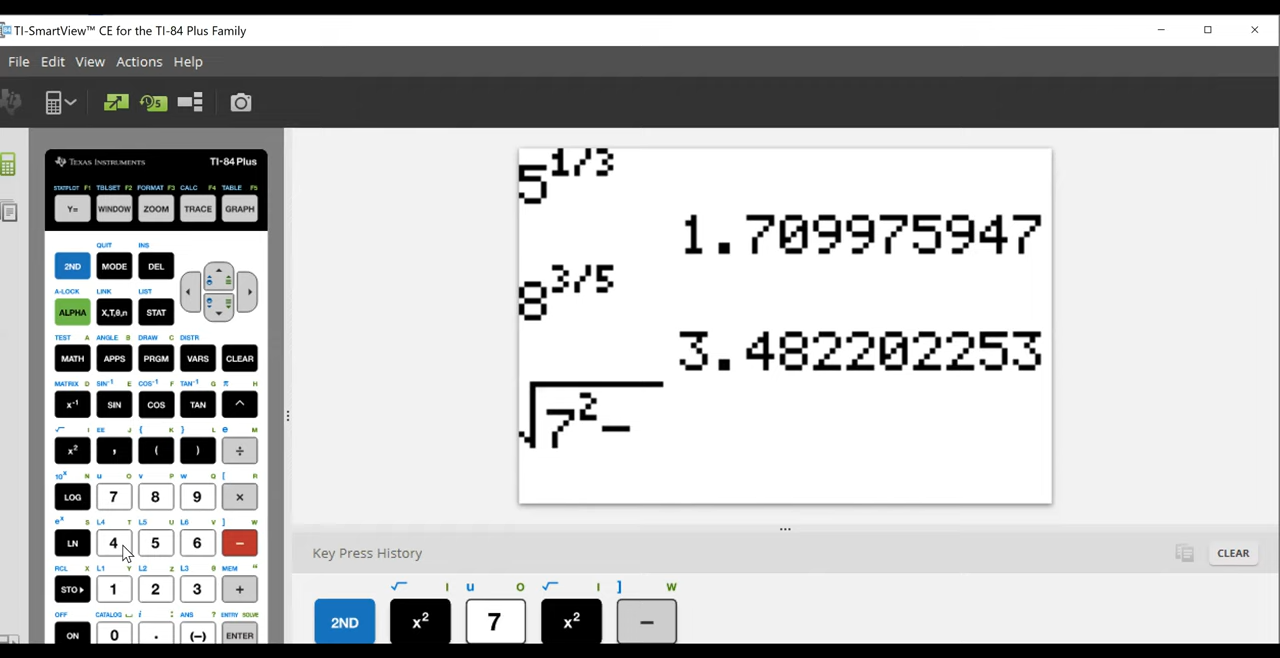 TI-SmartView™ CE for the TI-84 Plus Family
File Edit View Actions Help
TEXAS INSTRUMENTS TI-84 Plus
STATPLOT F1 TBLSET F2 FORMAT F3 CALC F4 TABLE F5
Y= WINDOW ZOOM TRACE GRAPH
QUIT INS
2ND MODE DEL
A-LOCK LINK LIST
ALPHA X,T,θ,n STAT
TEST A ANGLE B DRAW C DISTR
MATH APPS PRGM VARS CLEAR
MATRIX D SIN⁻¹ E COS⁻¹ F TAN⁻¹ G π H
x⁻¹ SIN COS TAN ^
√ I EE J { K } L e M
x² , ( ) ÷
10ˣ N u O v P w Q [ R
LOG 7 8 9 ×
eˣ S L4 T L5 U L6 V ] W
LN 4 5 6 −
RCL X L1 Y L2 Z L3 θ MEM "
STO▸ 1 2 3 +
OFF CATALOG ⎵ i : ANS ? ENTRY SOLVE
ON 0 . (−) ENTER
5^1/3
1.709975947
8^3/5
3.482202253
√7²−
Key Press History CLEAR
√ I u O √ I ] W
2ND x² 7 x² −